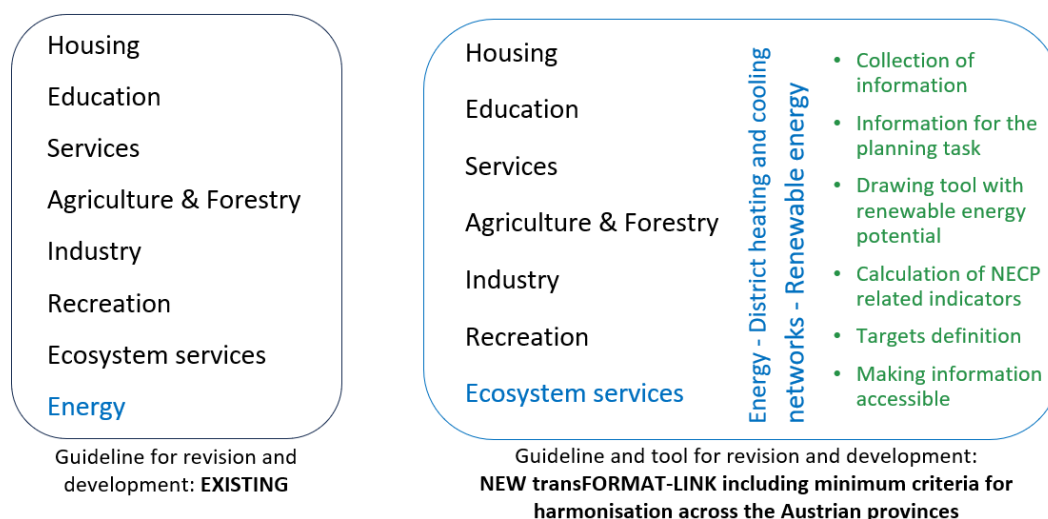 Housing
Education
Services
Agriculture & Forestry
Industry
Recreation
Ecosystem services
Energy
Guideline for revision and
development: EXISTING
Housing
Education
Services
Agriculture & Forestry
Industry
Recreation
Ecosystem services
Energy - District heating and cooling
networks - Renewable energy
• Collection of
information
• Information for the
planning task
• Drawing tool with
renewable energy
potential
• Calculation of NECP
related indicators
• Targets definition
• Making information
accessible
Guideline and tool for revision and development:
NEW transFORMAT-LINK including minimum criteria for
harmonisation across the Austrian provinces